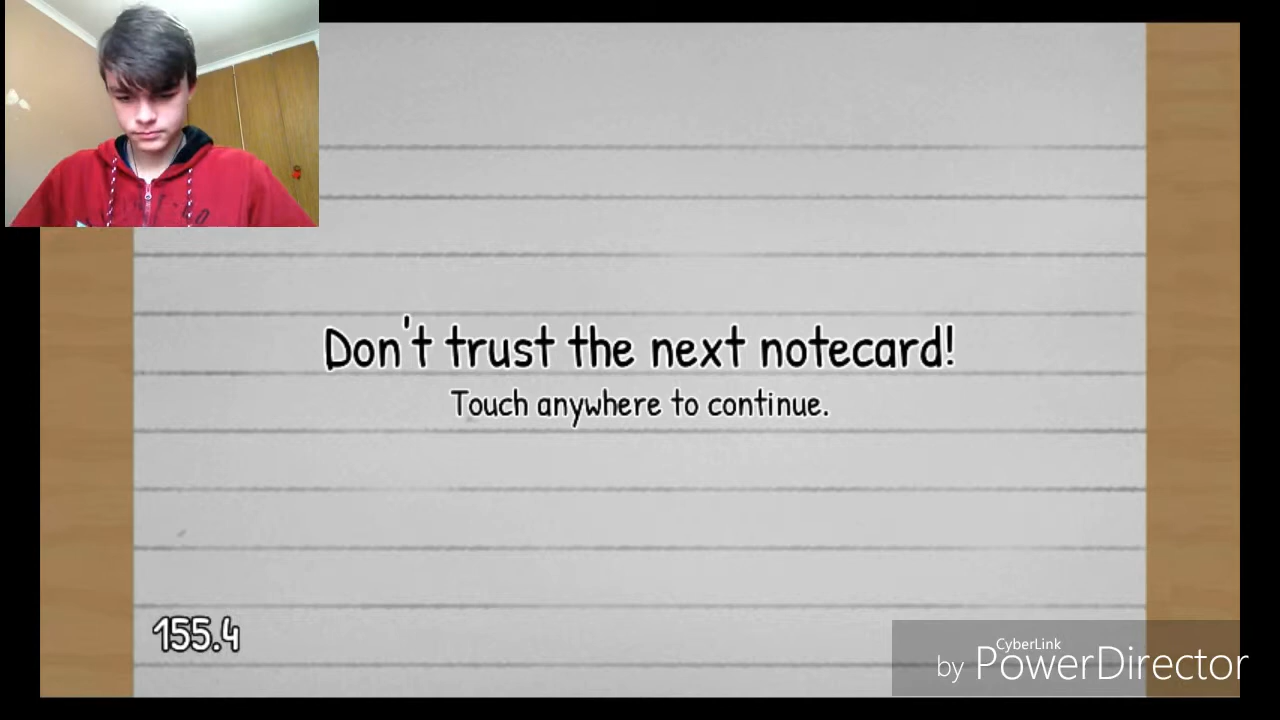 Don't trust the next notecard!
Touch anywhere to continue.
155.4
CyberLink
by PowerDirector